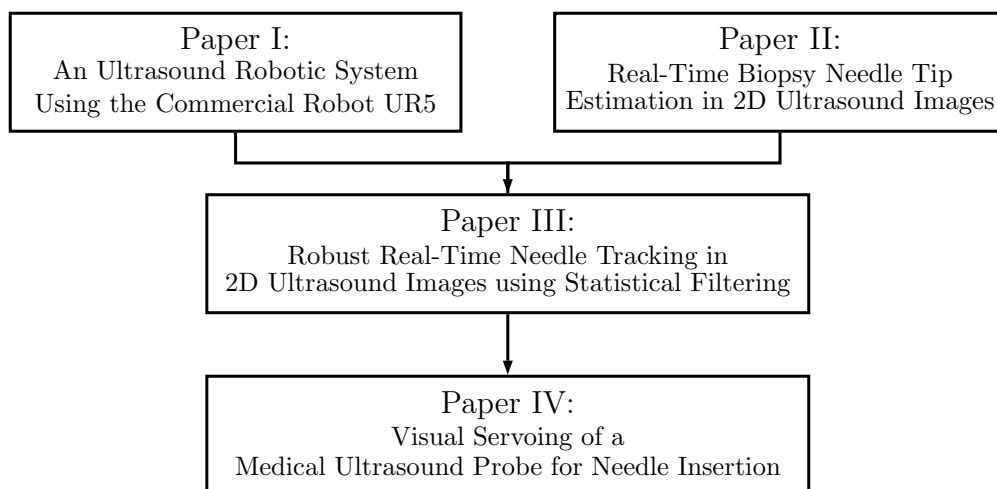 Paper I:
An Ultrasound Robotic System
Using the Commercial Robot UR5
Paper II:
Real-Time Biopsy Needle Tip
Estimation in 2D Ultrasound Images
Paper III:
Robust Real-Time Needle Tracking in
2D Ultrasound Images using Statistical Filtering
Paper IV:
Visual Servoing of a
Medical Ultrasound Probe for Needle Insertion